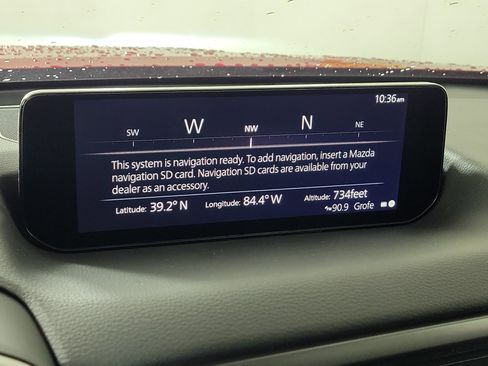 10:36am
SW W NW N NE
This system is navigation ready. To add navigation, insert a Mazda
navigation SD card. Navigation SD cards are available from your
dealer as an accessory.
Latitude: 39.2° N Longitude: 84.4° W Altitude: 734feet
90.9 Grofe